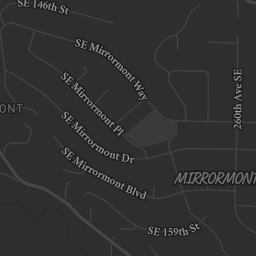 SE 146th St
SE Mirrormont Way
SE Mirrormont Pl
260th Ave SE
ONT
SE Mirrormont Dr
SE Mirrormont Blvd
MIRRORMONT
SE 159th St